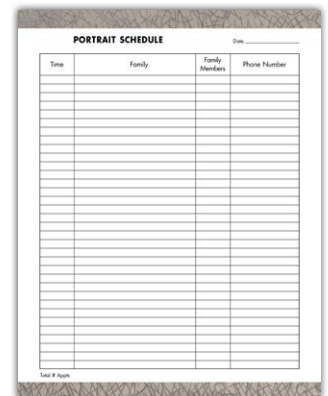 PORTRAIT SCHEDULE Date
Time Family Family Members Phone Number
Total # Appts